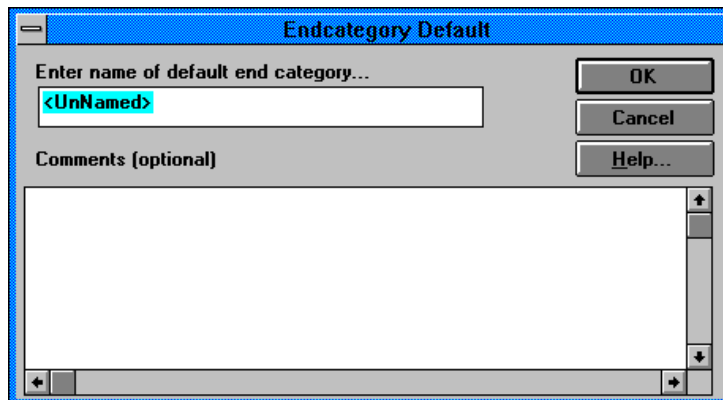 Endcategory Default
Enter name of default end category...
<UnNamed>
OK
Cancel
Comments (optional)
Help...